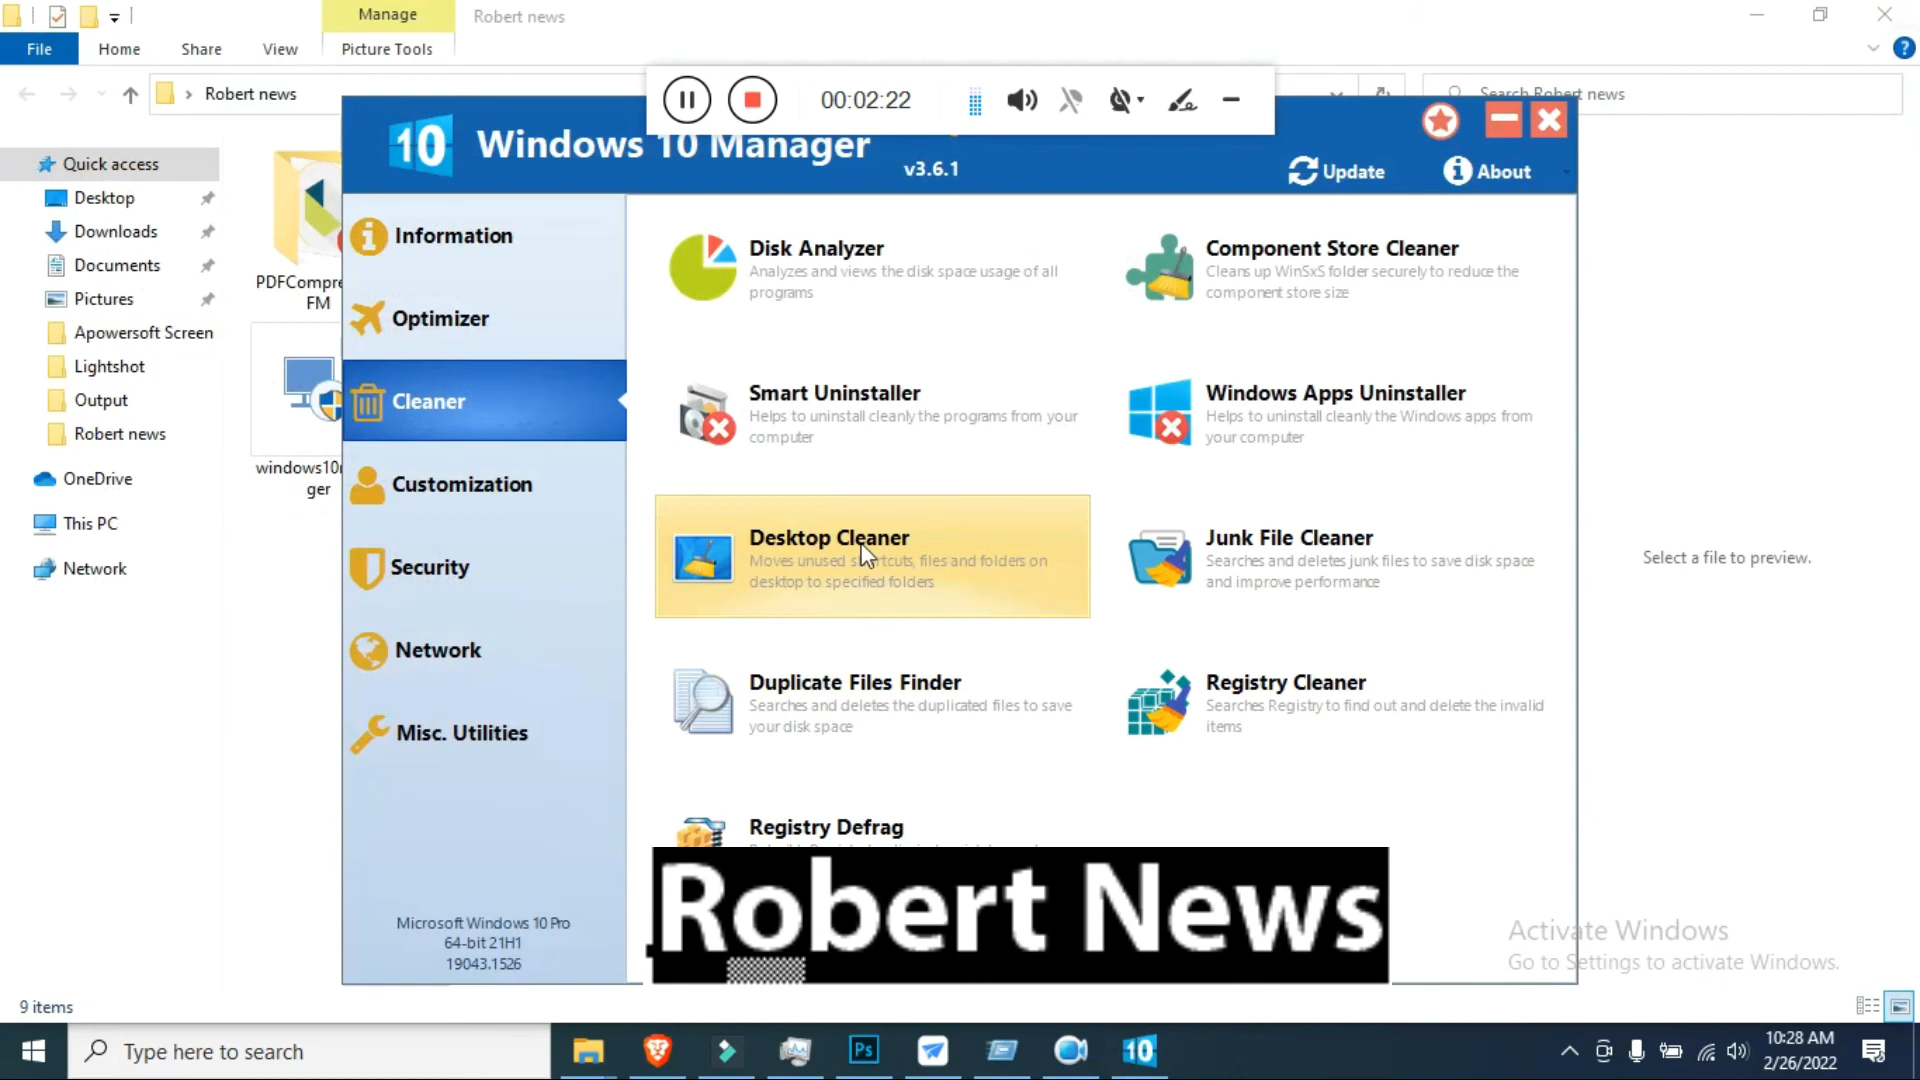 Manage
Robert news
File
Home
Share
View
Picture Tools
Robert news
Search Robert news
00:02:22
10
Windows 10 Manager
v3.6.1
Update
About
Quick access
Desktop
Downloads
Documents
Pictures
Apowersoft Screen
Lightshot
Output
Robert news
OneDrive
This PC
Network
PDFCompre
FM
windows10
ger
Information
Optimizer
Cleaner
Customization
Security
Network
Misc. Utilities
Microsoft Windows 10 Pro
64-bit 21H1
19043.1526
Disk Analyzer
Analyzes and views the disk space usage of all
programs
Component Store Cleaner
Cleans up WinSxS folder securely to reduce the
component store size
Smart Uninstaller
Helps to uninstall cleanly the programs from your
computer
Windows Apps Uninstaller
Helps to uninstall cleanly the Windows apps from
your computer
Desktop Cleaner
Moves unused shortcuts, files and folders on
desktop to specified folders
Junk File Cleaner
Searches and deletes junk files to save disk space
and improve performance
Duplicate Files Finder
Searches and deletes the duplicated files to save
your disk space
Registry Cleaner
Searches Registry to find out and delete the invalid
items
Registry Defrag
Robert News
Select a file to preview.
Activate Windows
Go to Settings to activate Windows.
9 items
Type here to search
Ps
10
10:28 AM
2/26/2022